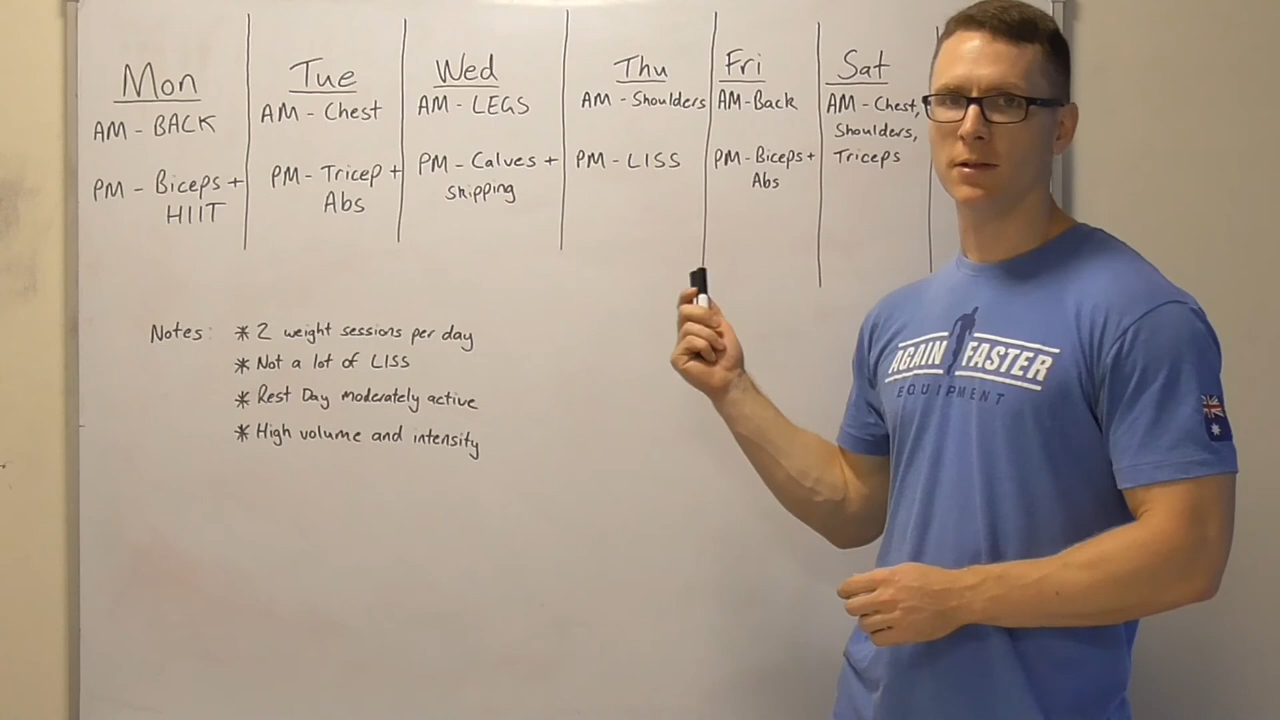 Mon
AM - BACK
PM - Biceps +
HIIT
Tue
AM - Chest
PM - Tricep +
Abs
Wed
AM - LEGS
PM - Calves +
skipping
Thu
AM - Shoulders
PM - LISS
Fri
AM - Back
PM - Biceps +
Abs
Sat
AM - Chest,
Shoulders,
Triceps
Notes: * 2 weight sessions per day
* Not a lot of LISS
* Rest Day moderately active
* High volume and intensity
AGAIN FASTER
EQUIPMENT